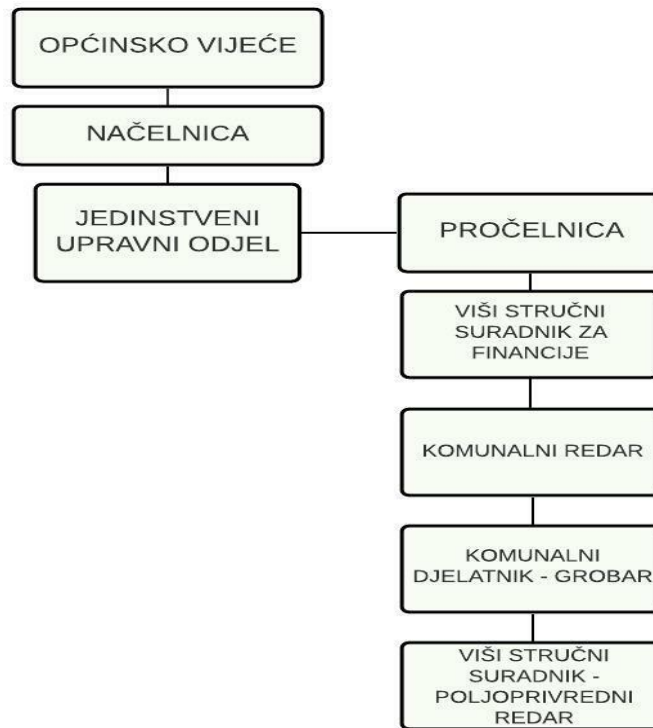 OPĆINSKO VIJEĆE
NAČELNICA
JEDINSTVENI
UPRAVNI ODJEL
PROČELNICA
VIŠI STRUČNI
SURADNIK ZA
FINANCIJE
KOMUNALNI REDAR
KOMUNALNI
DJELATNIK - GROBAR
VIŠI STRUČNI
SURADNIK -
POLJOPRIVREDNI
REDAR